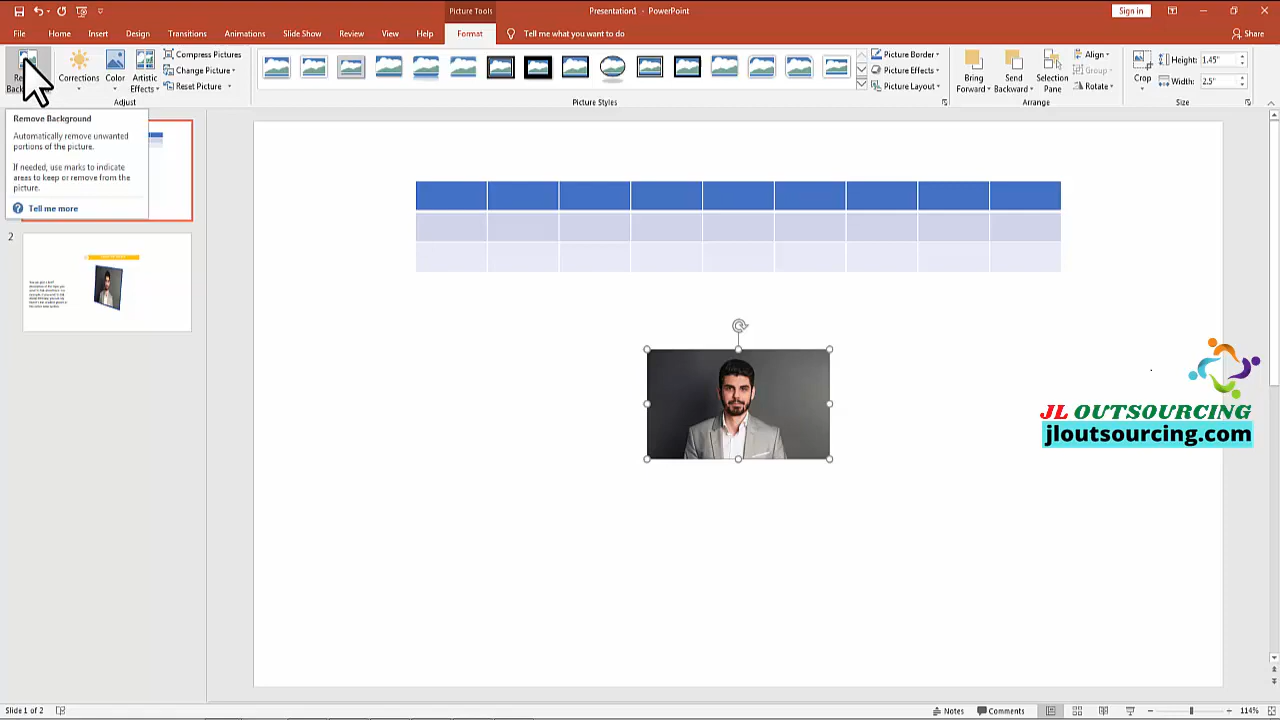 Picture Tools
Presentation1 - PowerPoint
Sign in
File
Home
Insert
Design
Transitions
Animations
Slide Show
Review
View
Help
Format
Tell me what you want to do
Share
Corrections
Color
Artistic
Effects
Compress Pictures
Change Picture
Reset Picture
Adjust
Picture Styles
Picture Border
Picture Effects
Picture Layout
Bring
Forward
Send
Backward
Selection
Pane
Align
Group
Rotate
Arrange
Crop
Height: 1.45"
Width: 2.5"
Size
Remove Background
Automatically remove unwanted
portions of the picture.
If needed, use marks to indicate
areas to keep or remove from the
picture.
Tell me more
2
JL OUTSOURCING
jloutsourcing.com
Slide 1 of 2
Notes
Comments
114%